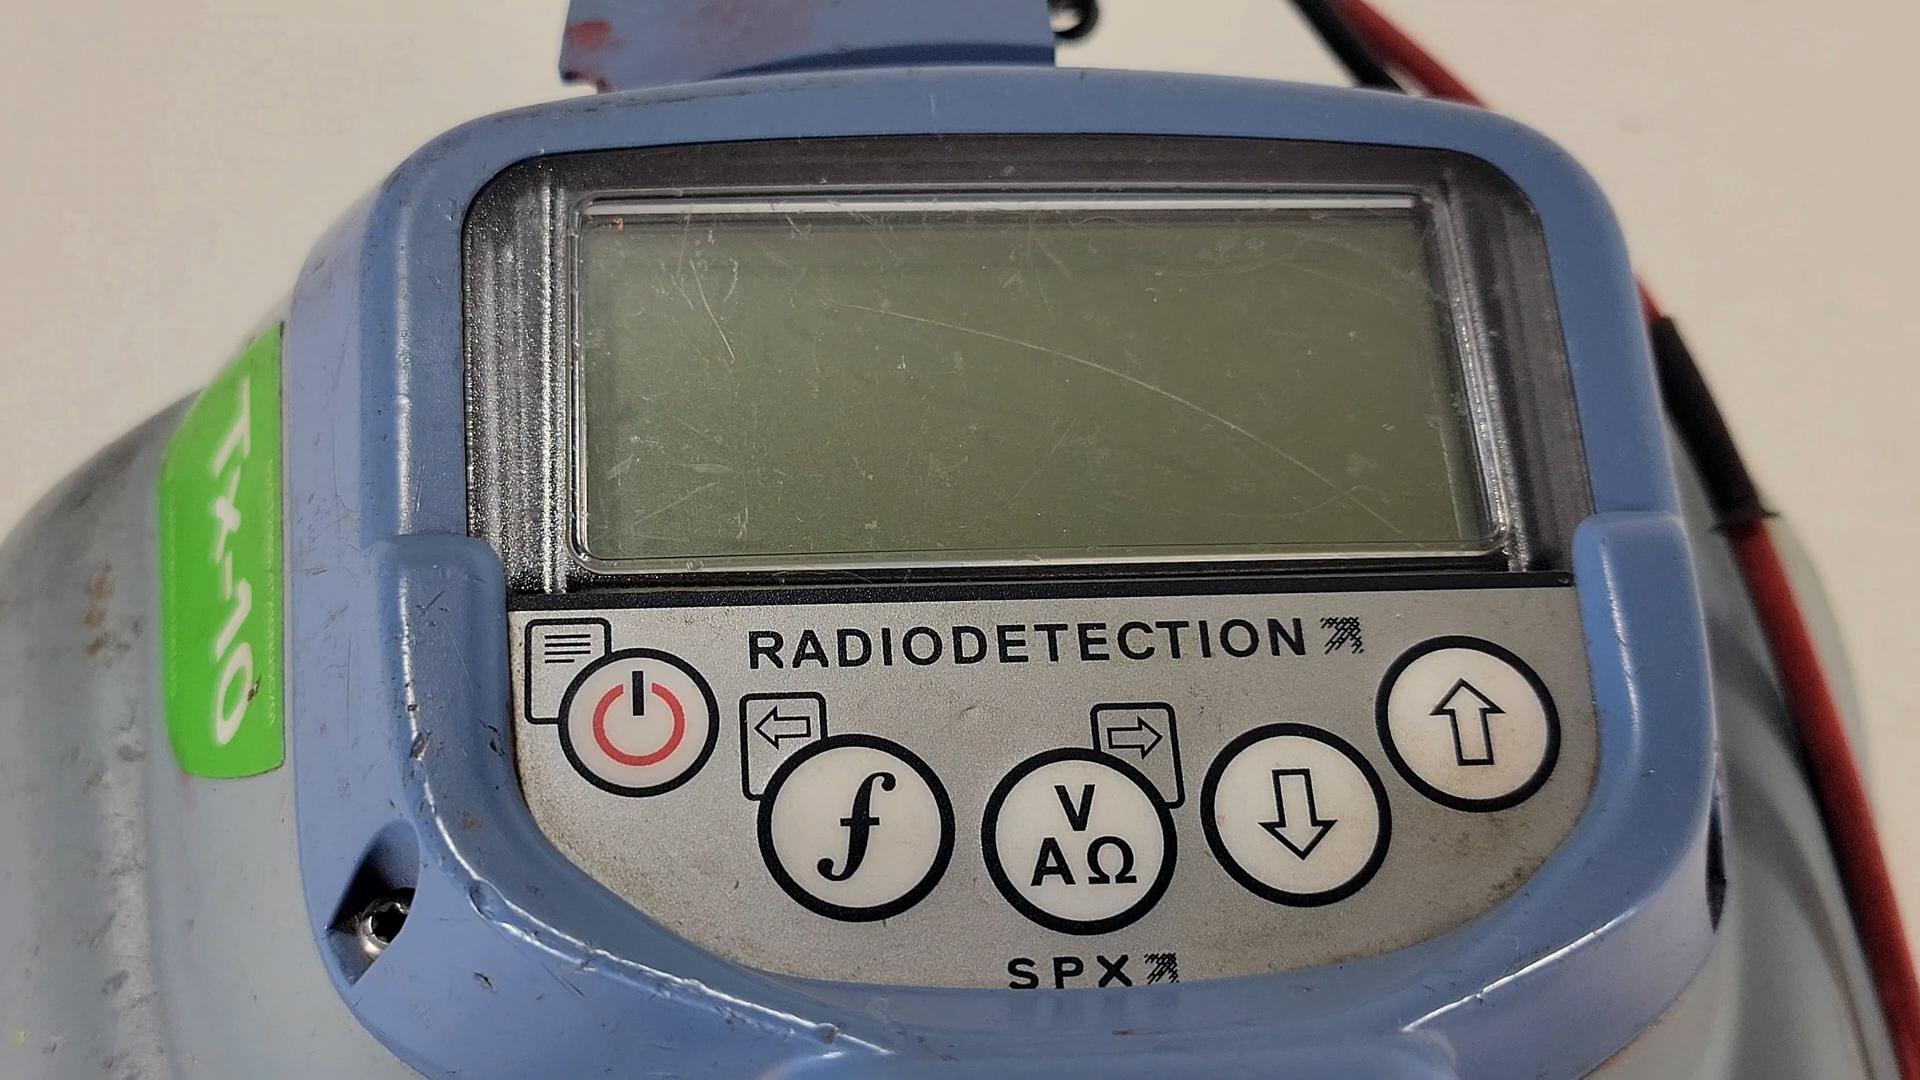 RADIODETECTION
f
V
AΩ
SPX
Tx-10